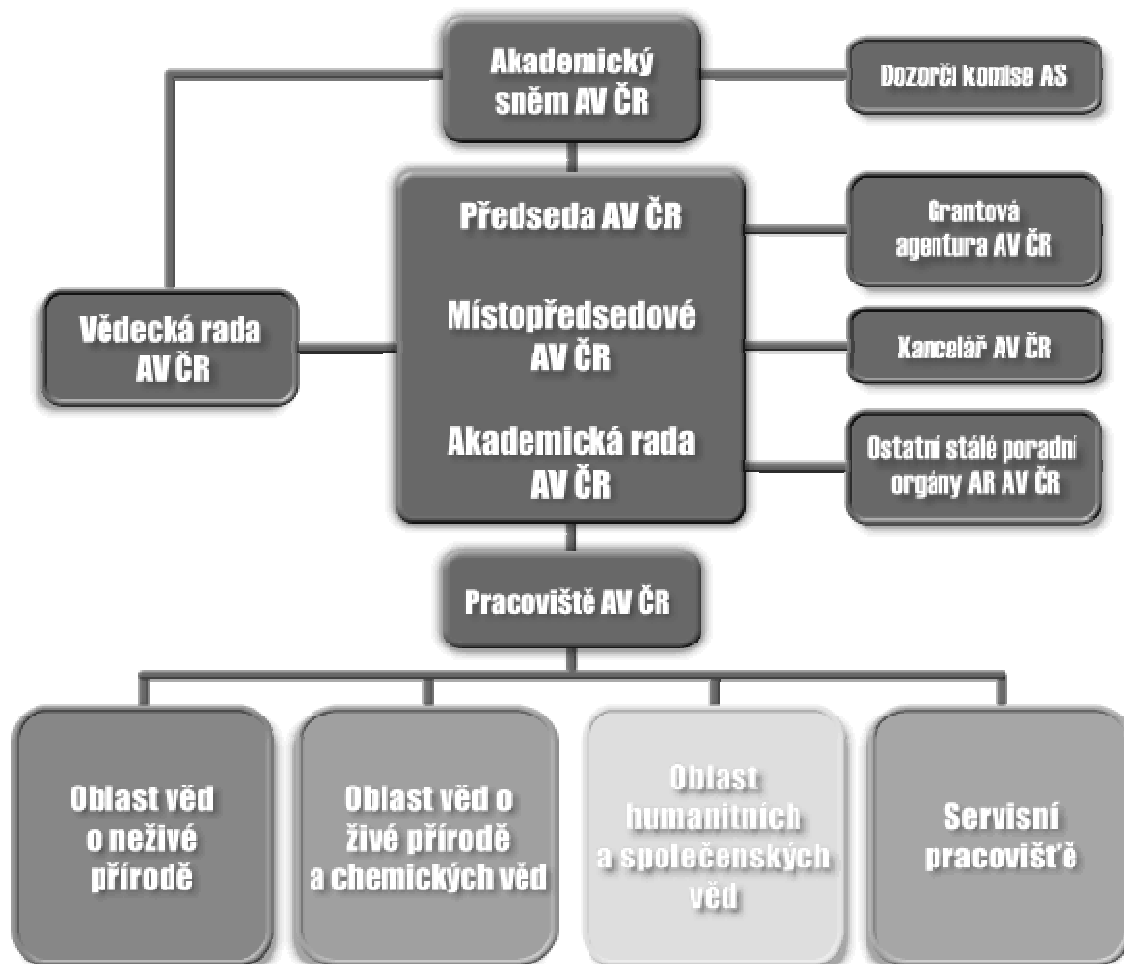 Akademický
sněm AV ČR
Dozorčí komise AS
Předseda AV ČR
Grantová
agentura AV ČR
Vědecká rada
AV ČR
Místopředsedové
AV ČR
Kancelář AV ČR
Akademická rada
AV ČR
Ostatní stálé poradní
orgány AR AV ČR
Pracoviště AV ČR
Oblast věd
o neživé
přírodě
Oblast věd o
živé přírodě
a chemických věd
Oblast
humanitních
a společenských
věd
Servisní
pracovišťě